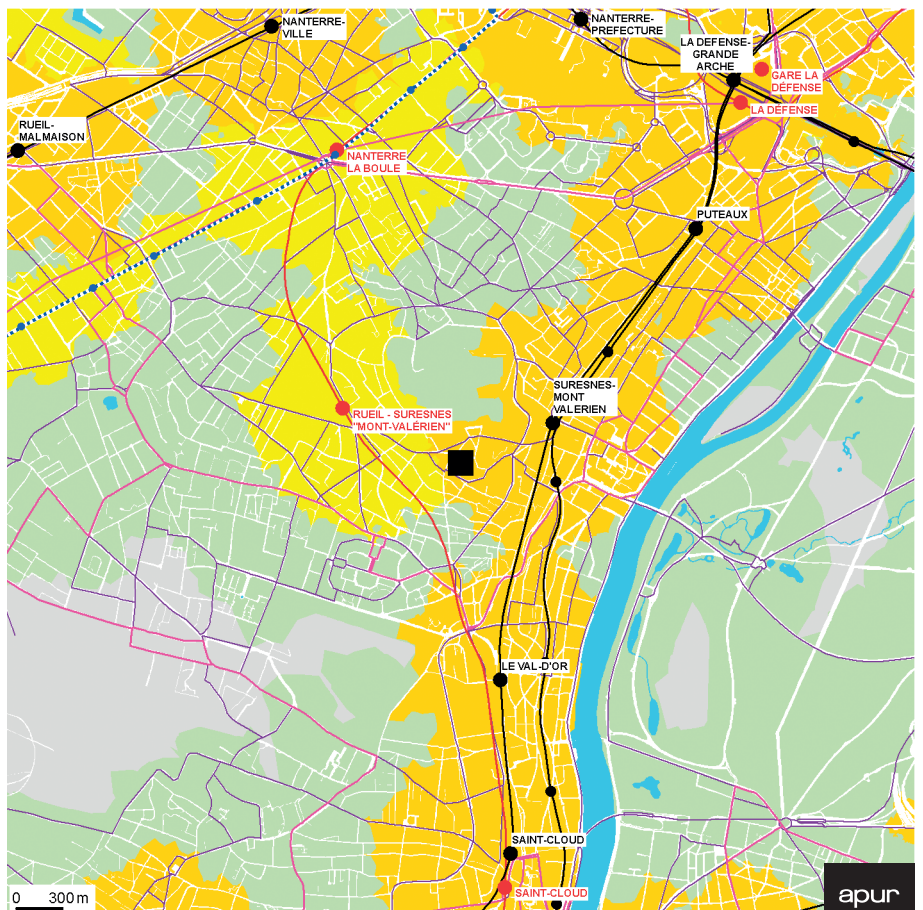 NANTERRE-
VILLE
NANTERRE-
PREFECTURE
LA DEFENSE-
GRANDE
ARCHE
GARE LA
DÉFENSE
LA DÉFENSE
RUEIL-
MALMAISON
NANTERRE
LA BOULE
PUTEAUX
SURESNES-
MONT
VALERIEN
RUEIL - SURESNES
"MONT-VALÉRIEN"
LE VAL-D'OR
SAINT-CLOUD
SAINT-CLOUD
0 300 m
apur